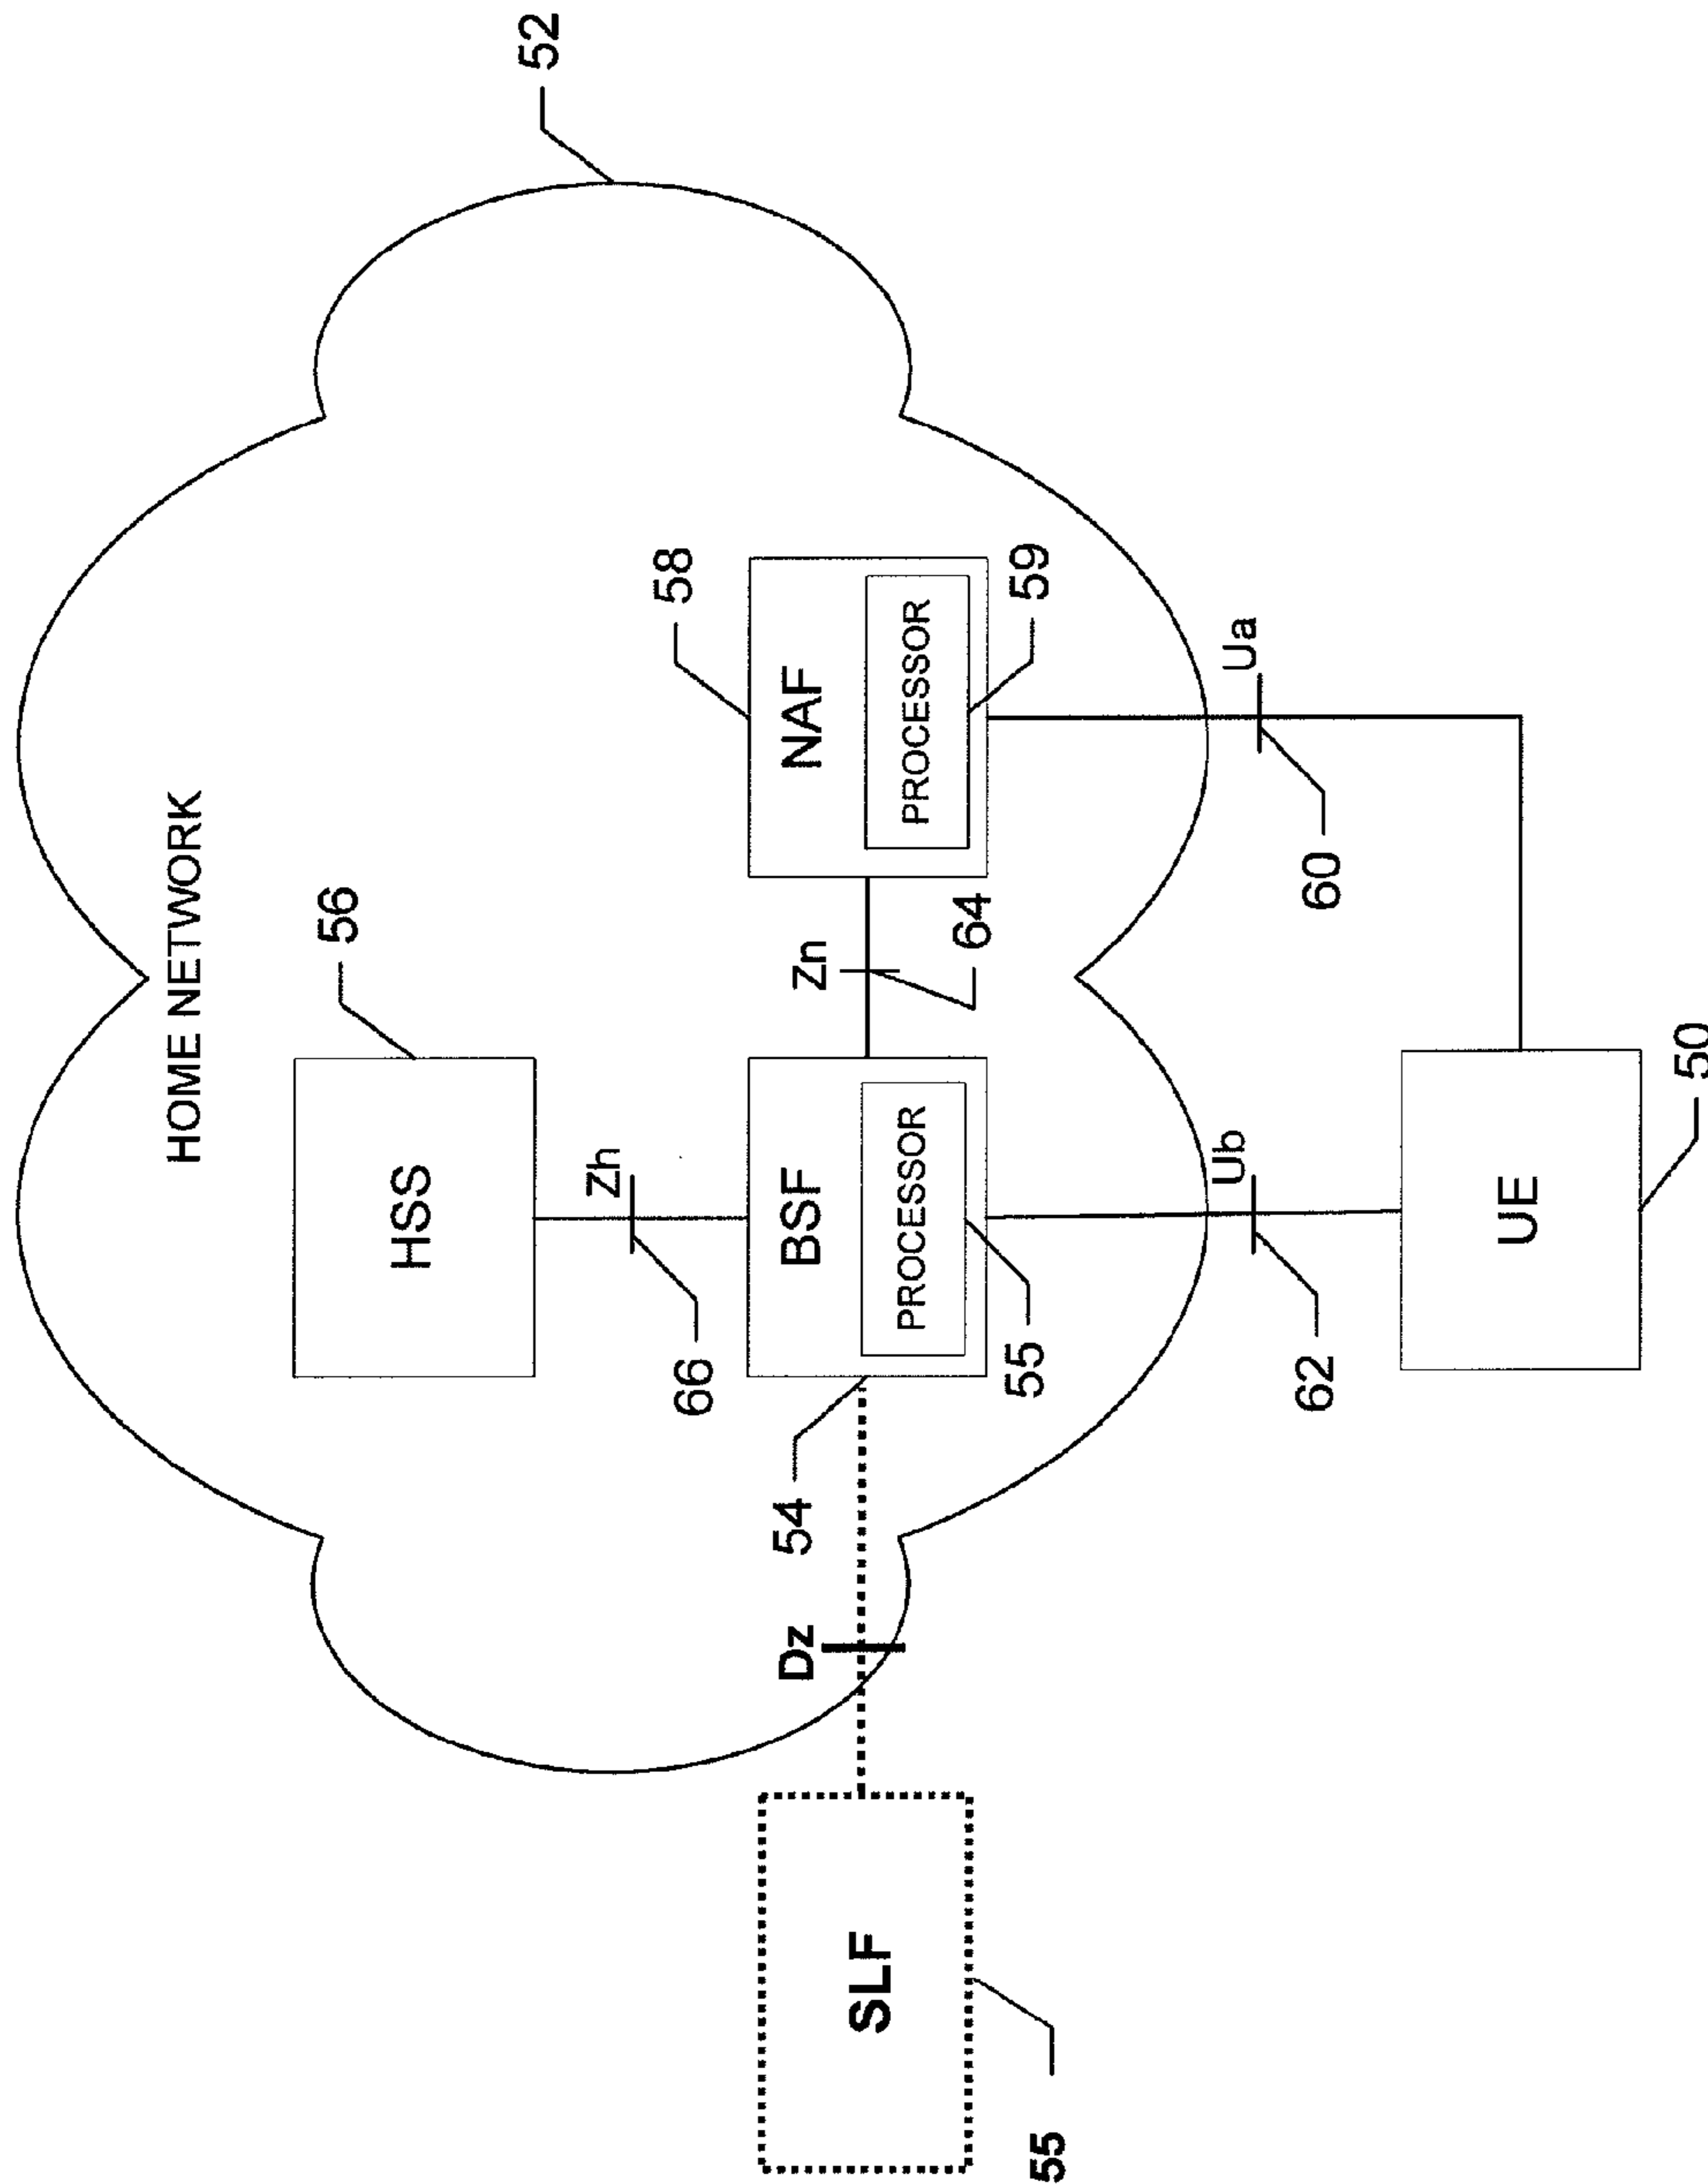 52
HOME NETWORK
56
HSS
Zh
66
58
NAF
PROCESSOR
59
Zn
64
BSF
PROCESSOR
55
54
Dz
SLF
55
Ua
60
Ub
62
UE
50